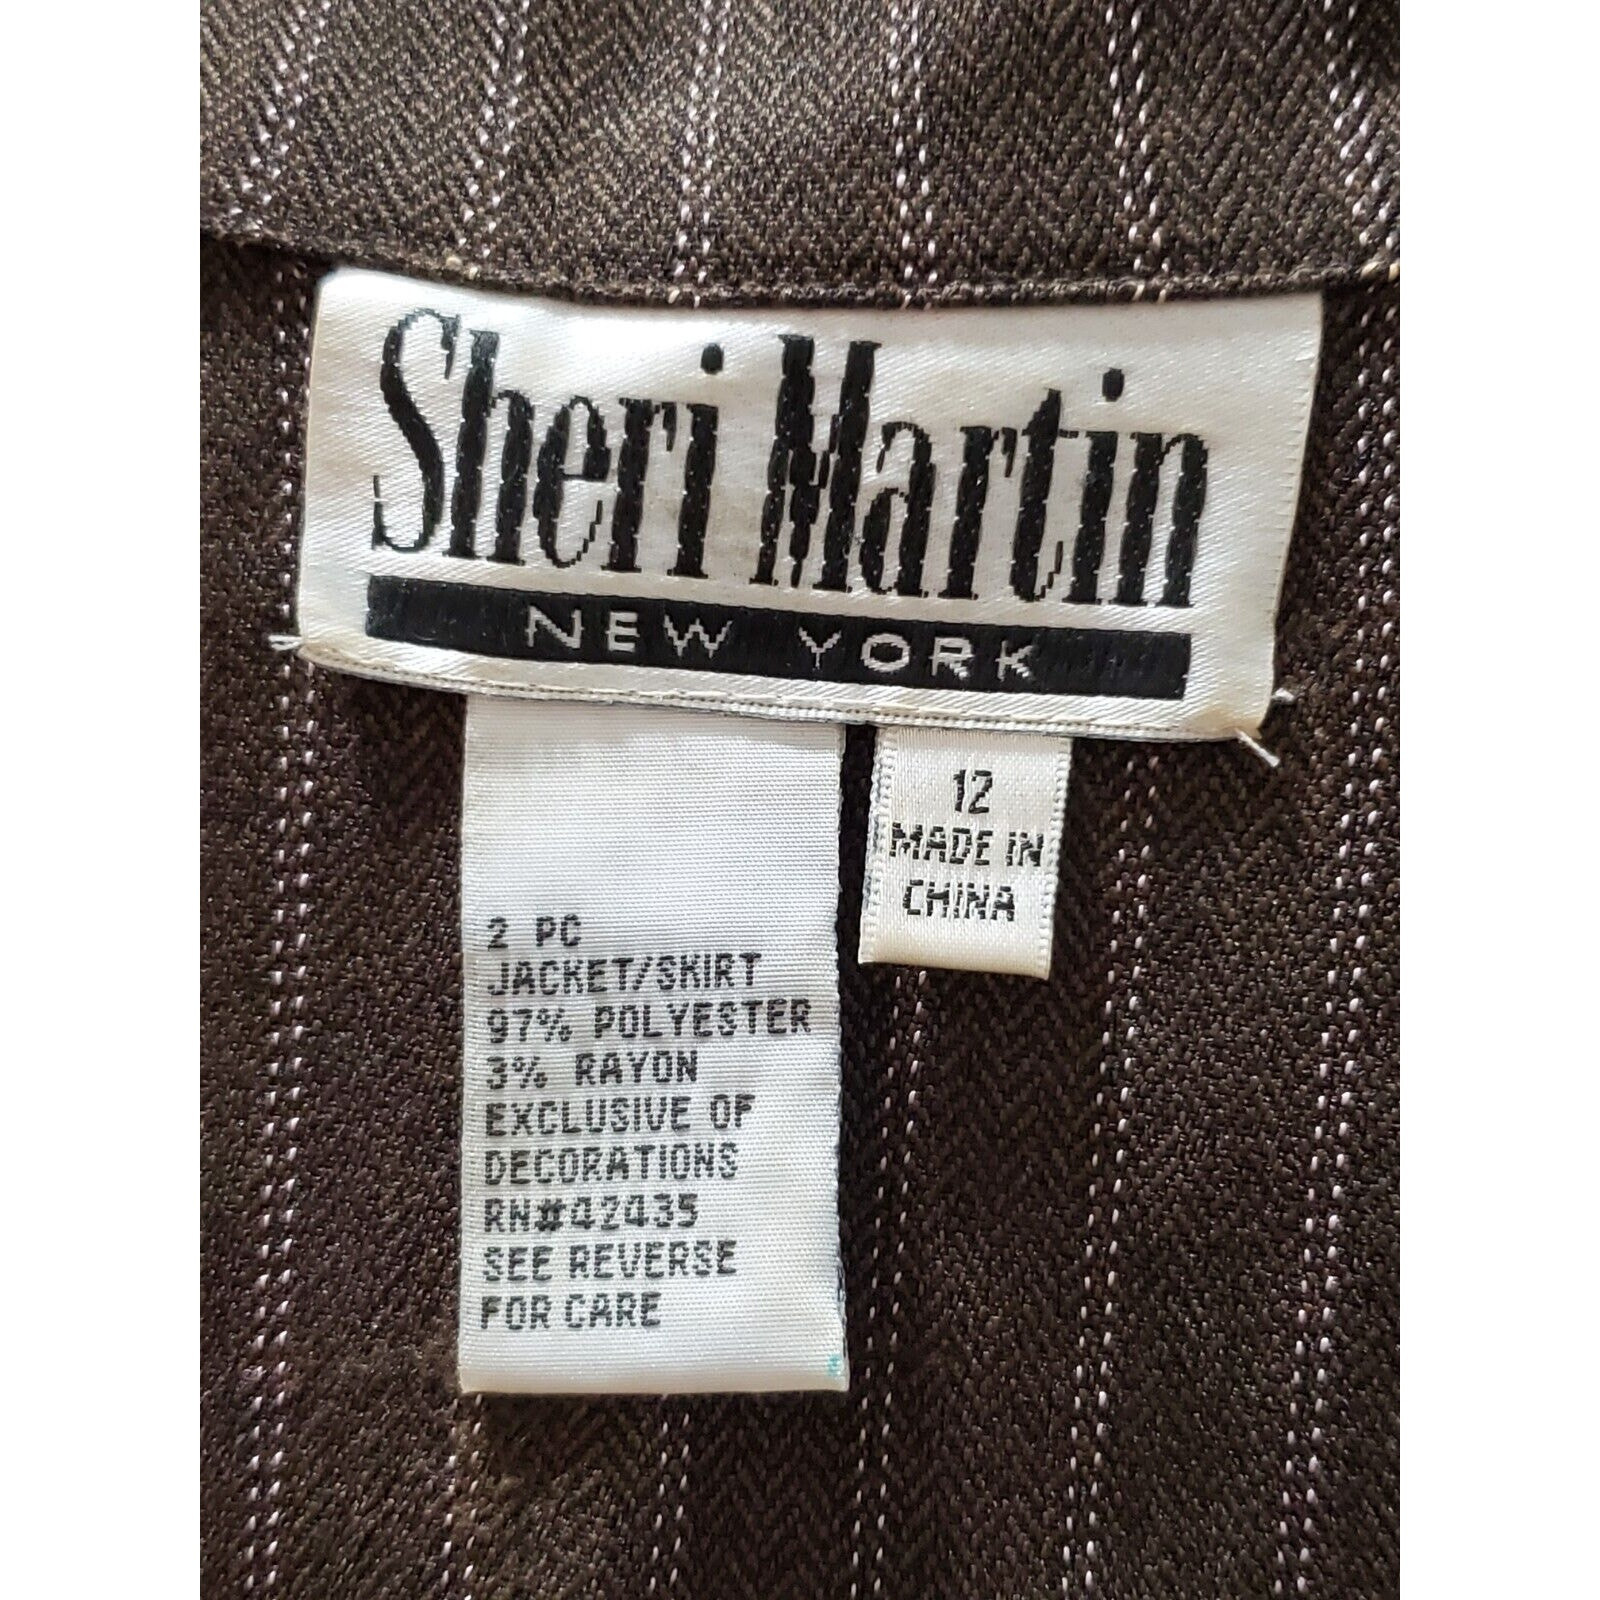 Sheri Martin
NEW YORK
12
MADE IN
CHINA
2 PC
JACKET/SKIRT
97% POLYESTER
3% RAYON
EXCLUSIVE OF
DECORATIONS
RN#42435
SEE REVERSE
FOR CARE